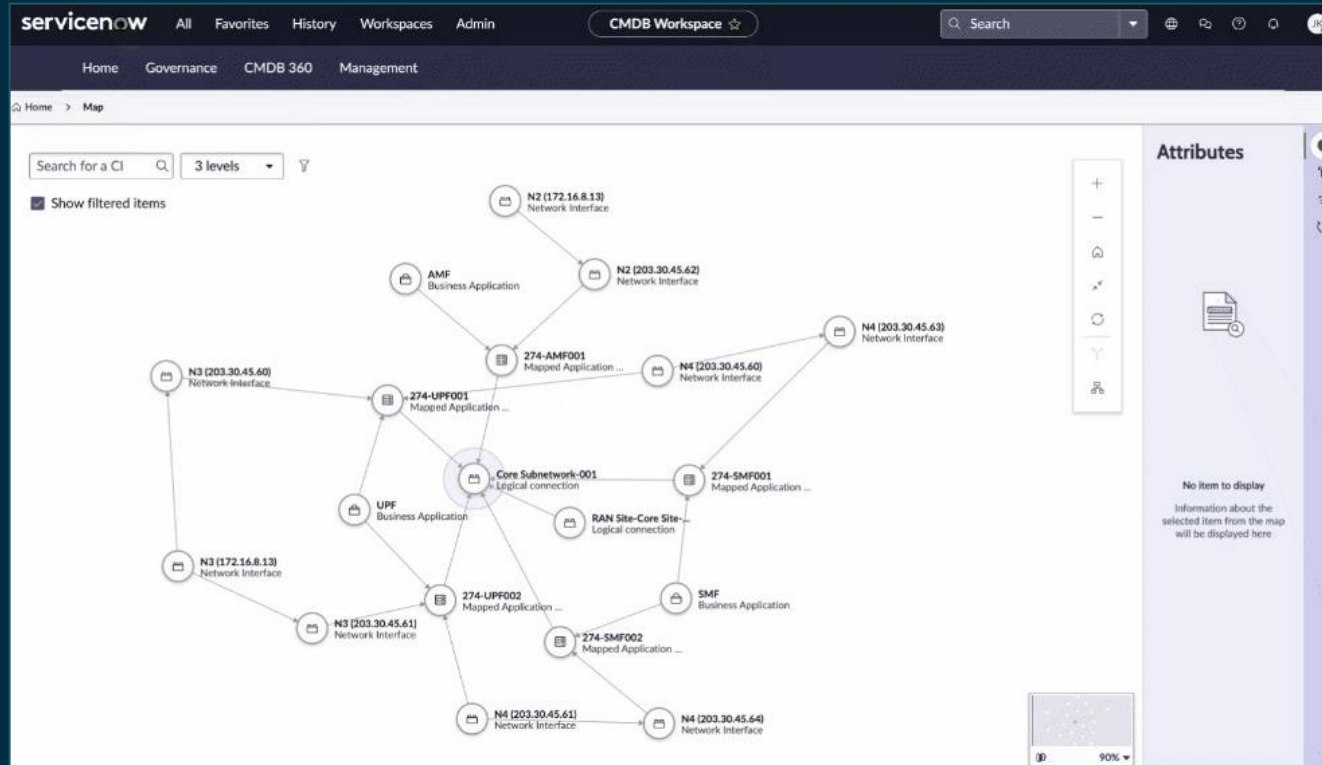 servicenow All Favorites History Workspaces Admin CMDB Workspace Search JK
Home Governance CMDB 360 Management
Home > Map
Search for a CI 3 levels
Show filtered items
N2 (172.16.8.13)
Network Interface
AMF
Business Application
N2 (203.30.45.62)
Network Interface
N4 (203.30.45.63)
Network Interface
274-AMF001
Mapped Application ...
N4 (203.30.45.60)
Network Interface
N3 (203.30.45.60)
Network Interface
274-UPF001
Mapped Application ...
Core Subnetwork-001
Logical connection
274-SMF001
Mapped Application ...
UPF
Business Application
RAN Site-Core Site-...
Logical connection
N3 (172.16.8.13)
Network Interface
274-UPF002
Mapped Application ...
SMF
Business Application
N3 (203.30.45.61)
Network Interface
274-SMF002
Mapped Application ...
N4 (203.30.45.61)
Network Interface
N4 (203.30.45.64)
Network Interface
90%
Attributes
No item to display
Information about the
selected item from the map
will be displayed here